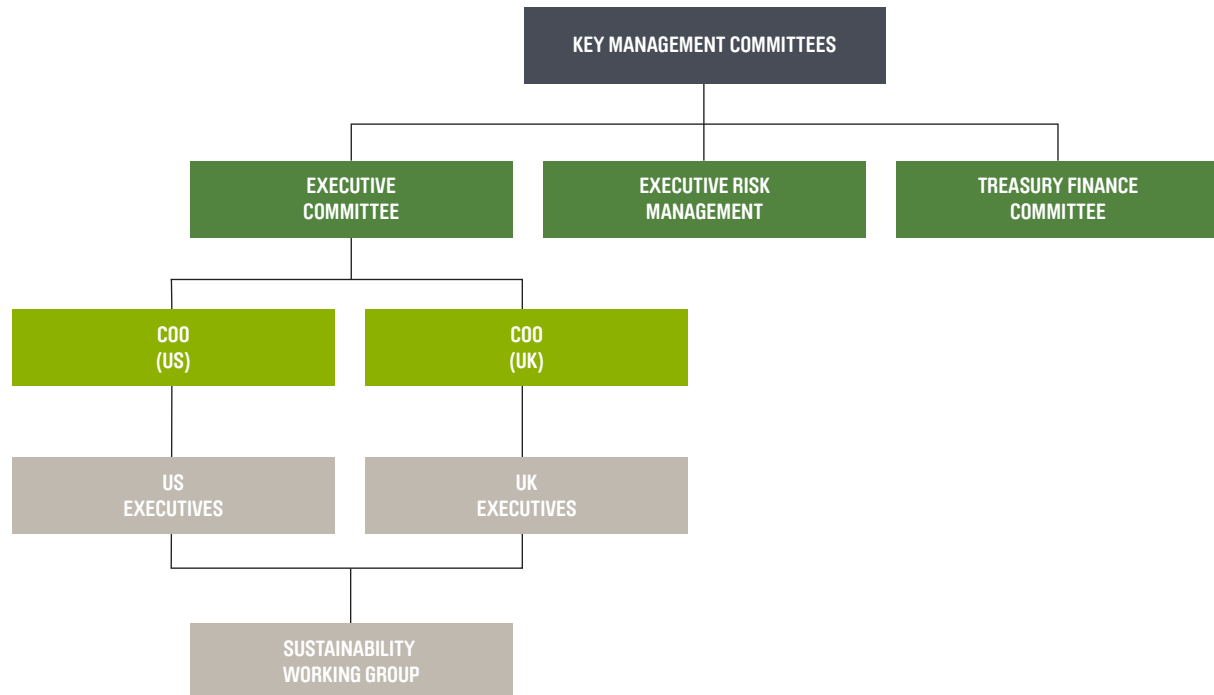 KEY MANAGEMENT COMMITTEES
EXECUTIVE
COMMITTEE
EXECUTIVE RISK
MANAGEMENT
TREASURY FINANCE
COMMITTEE
COO
(US)
COO
(UK)
US
EXECUTIVES
UK
EXECUTIVES
SUSTAINABILITY
WORKING GROUP